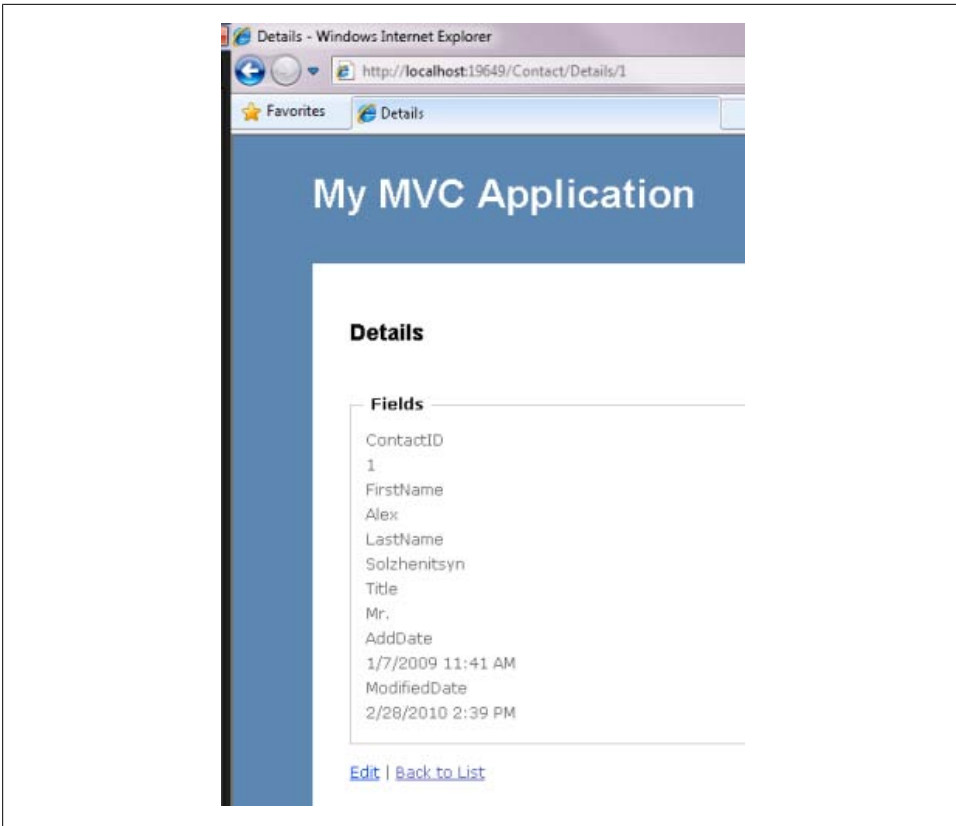 Details - Windows Internet Explorer
http://localhost:19649/Contact/Details/1
Favorites Details
My MVC Application
Details
Fields
ContactID
1
FirstName
Alex
LastName
Solzhenitsyn
Title
Mr.
AddDate
1/7/2009 11:41 AM
ModifiedDate
2/28/2010 2:39 PM
Edit | Back to List